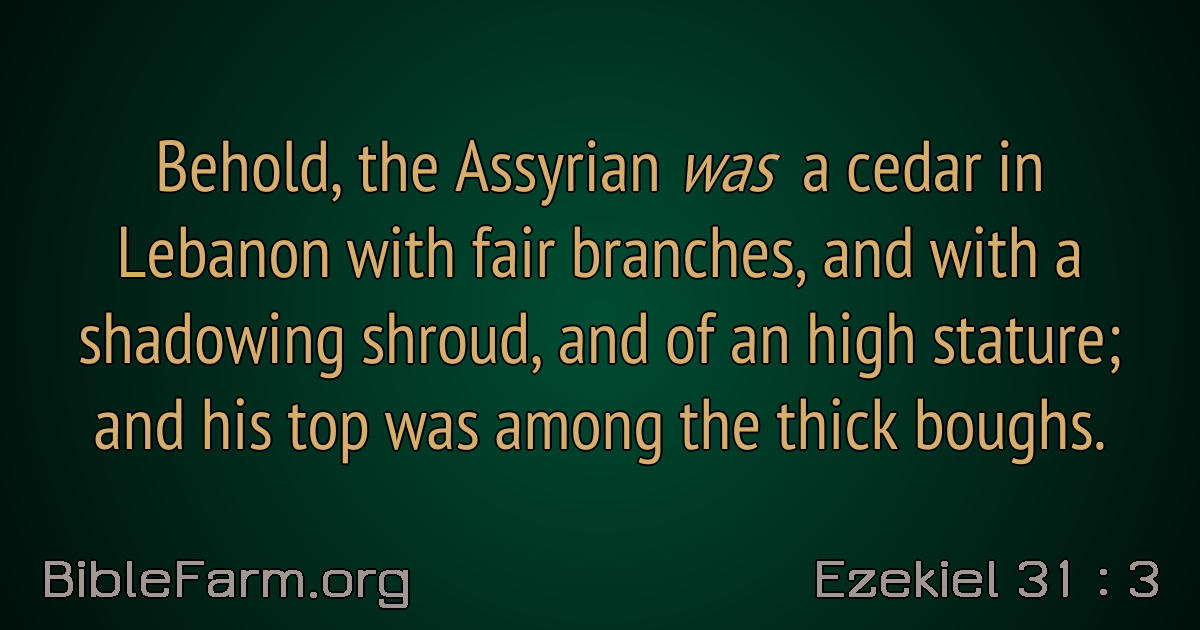 Behold, the Assyrian was a cedar in
Lebanon with fair branches, and with a
shadowing shroud, and of an high stature;
and his top was among the thick boughs.
BibleFarm.org
Ezekiel 31 : 3